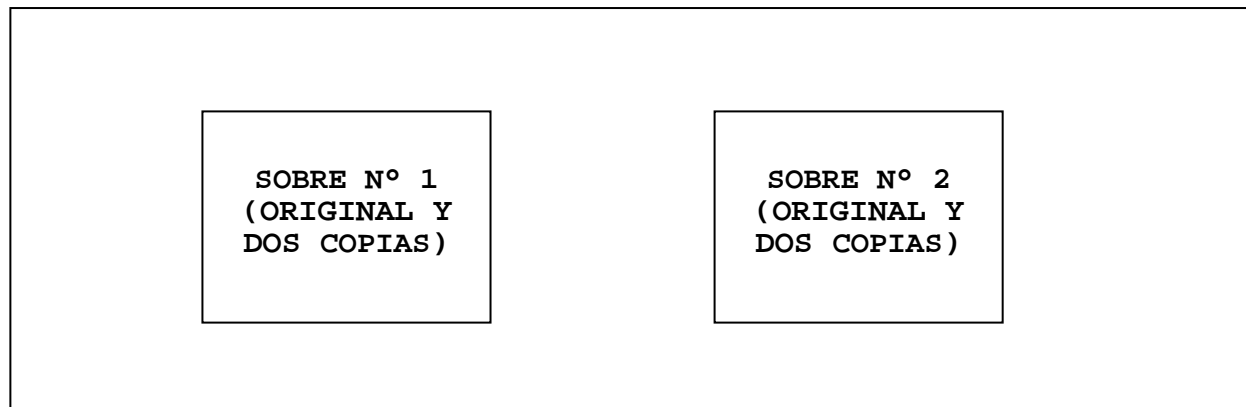 SOBRE Nº 1
(ORIGINAL Y
DOS COPIAS)
SOBRE Nº 2
(ORIGINAL Y
DOS COPIAS)